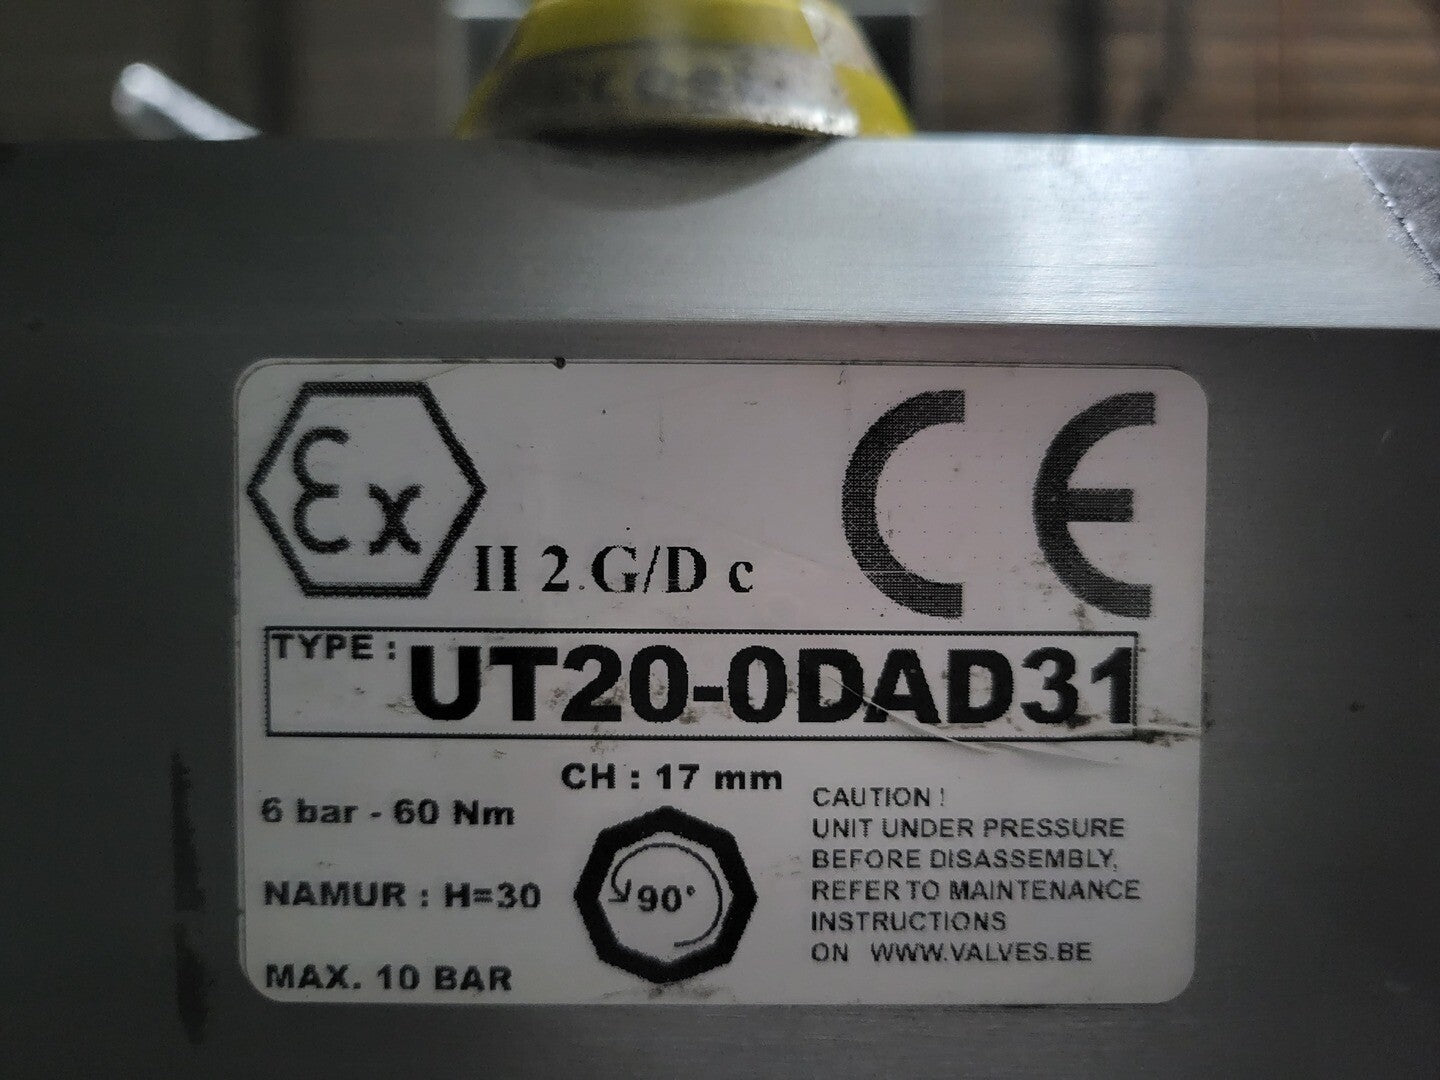 Ex
II 2 G/D c
CE
TYPE : UT20-0DAD31
CH : 17 mm
6 bar - 60 Nm
NAMUR : H=30
MAX. 10 BAR
90°
CAUTION !
UNIT UNDER PRESSURE
BEFORE DISASSEMBLY,
REFER TO MAINTENANCE
INSTRUCTIONS
ON WWW.VALVES.BE